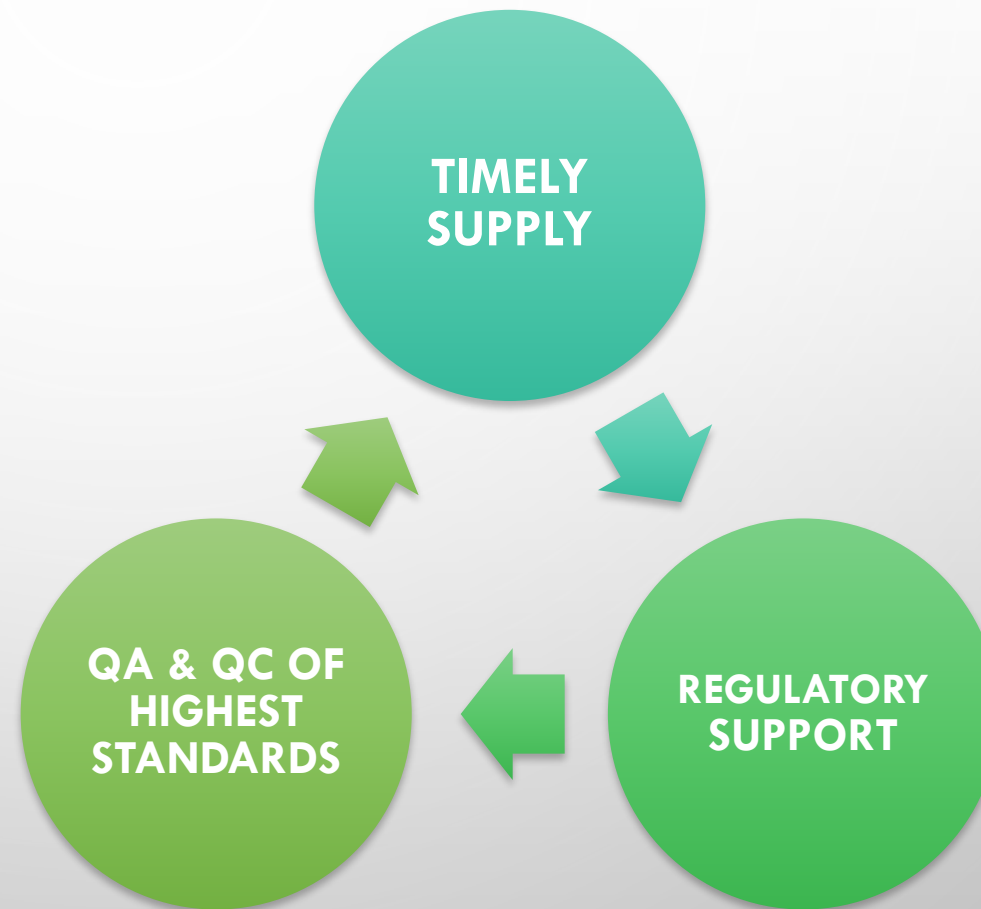 TIMELY
SUPPLY
QA & QC OF
HIGHEST
STANDARDS
REGULATORY
SUPPORT